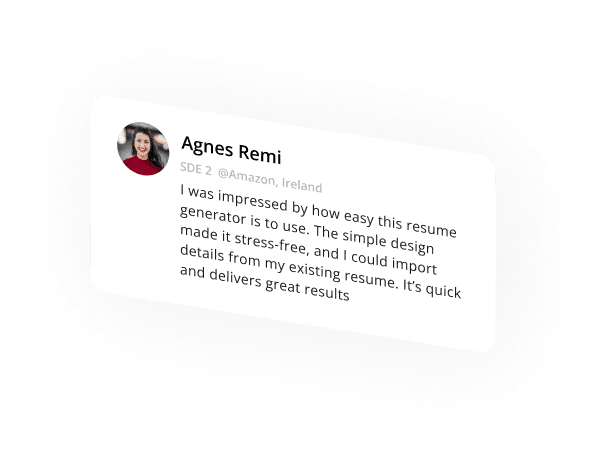 Agnes Remi
SDE 2 @Amazon, Ireland
I was impressed by how easy this resume
generator is to use. The simple design
made it stress-free, and I could import
details from my existing resume. It’s quick
and delivers great results